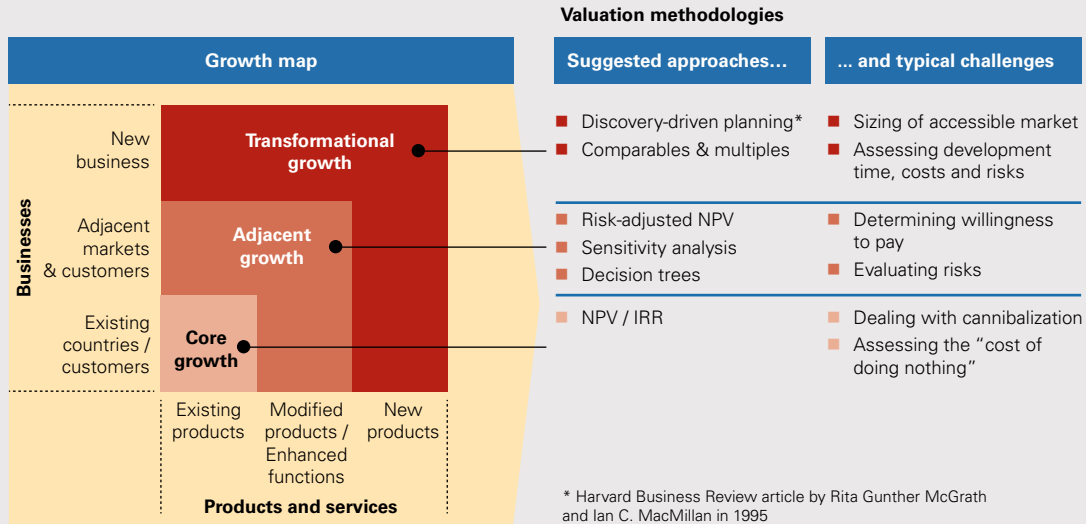 Valuation methodologies
Growth map
Suggested approaches…
... and typical challenges
Businesses
New
business
Adjacent
markets
& customers
Existing
countries /
customers
Transformational
growth
Adjacent
growth
Core
growth
Existing
products
Modified
products /
Enhanced
functions
New
products
Products and services
Discovery-driven planning*
Comparables & multiples
Sizing of accessible market
Assessing development
time, costs and risks
Risk-adjusted NPV
Sensitivity analysis
Decision trees
Determining willingness
to pay
Evaluating risks
NPV / IRR
Dealing with cannibalization
Assessing the “cost of
doing nothing”
* Harvard Business Review article by Rita Gunther McGrath
and Ian C. MacMillan in 1995